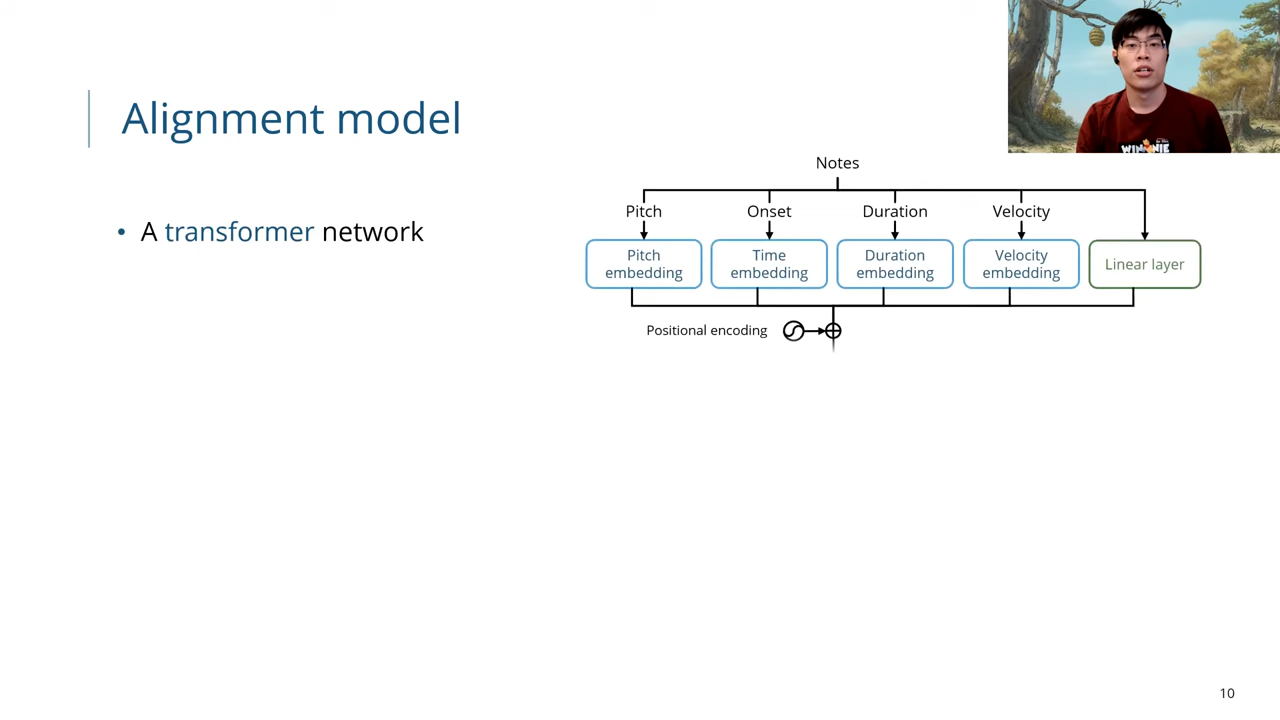 Alignment model
• A transformer network
Notes
Pitch
Onset
Duration
Velocity
Pitch
embedding
Time
embedding
Duration
embedding
Velocity
embedding
Linear layer
Positional encoding
WINNIE
10